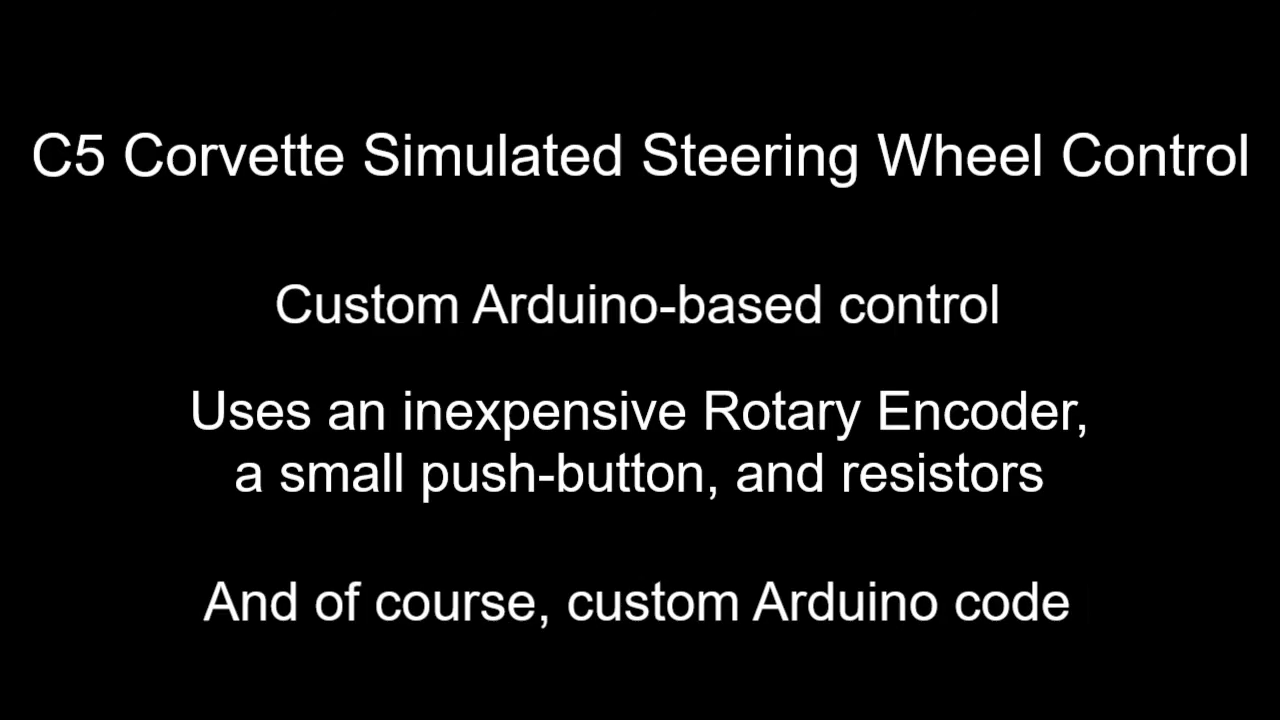 C5 Corvette Simulated Steering Wheel Control
Custom Arduino-based control
Uses an inexpensive Rotary Encoder,
a small push-button, and resistors
And of course, custom Arduino code